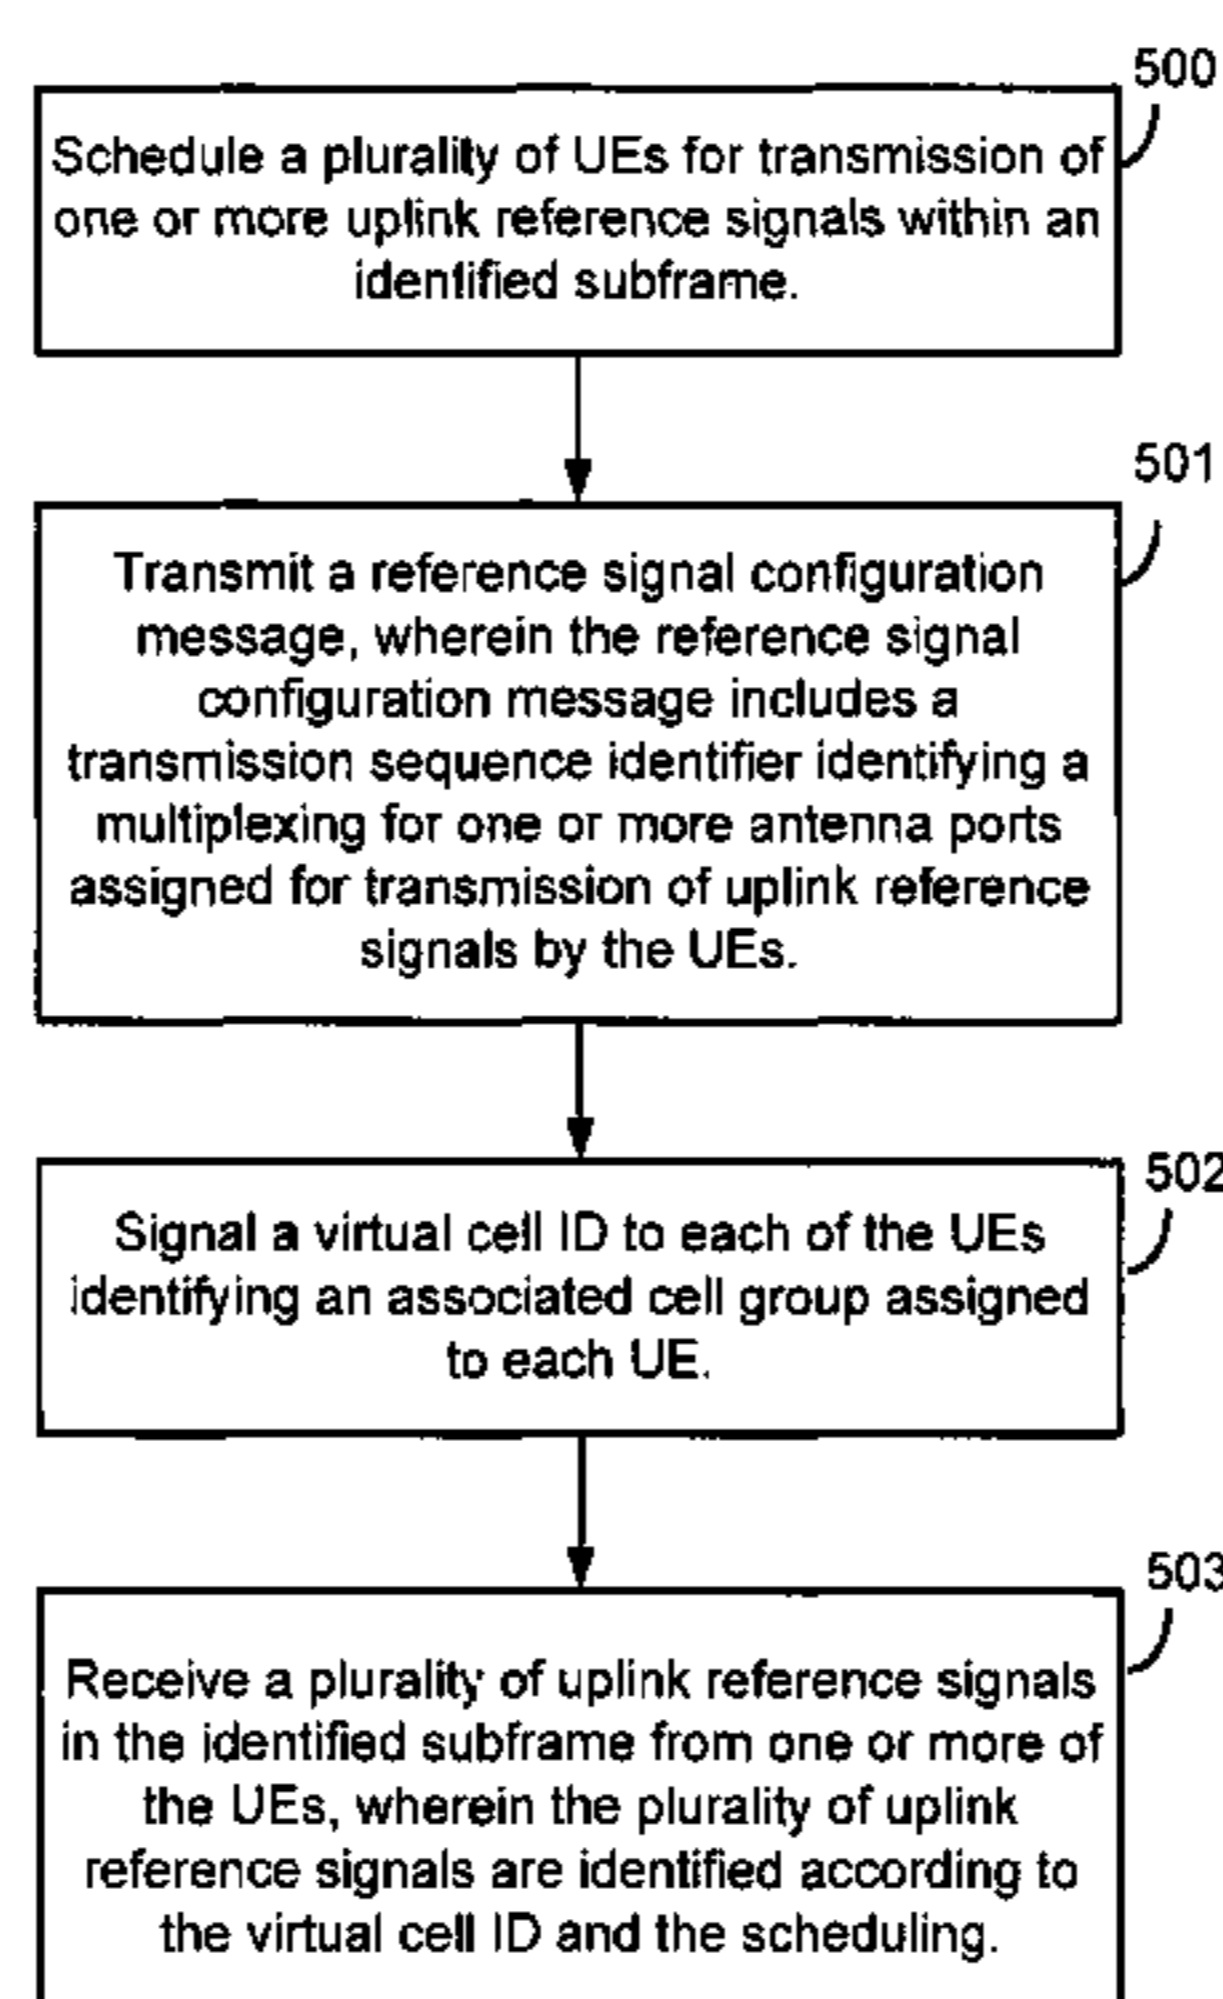 500
Schedule a plurality of UEs for transmission of
one or more uplink reference signals within an
identified subframe.
501
Transmit a reference signal configuration
message, wherein the reference signal
configuration message includes a
transmission sequence identifier identifying a
multiplexing for one or more antenna ports
assigned for transmission of uplink reference
signals by the UEs.
502
Signal a virtual cell ID to each of the UEs
identifying an associated cell group assigned
to each UE.
503
Receive a plurality of uplink reference signals
in the identified subframe from one or more of
the UEs, wherein the plurality of uplink
reference signals are identified according to
the virtual cell ID and the scheduling.